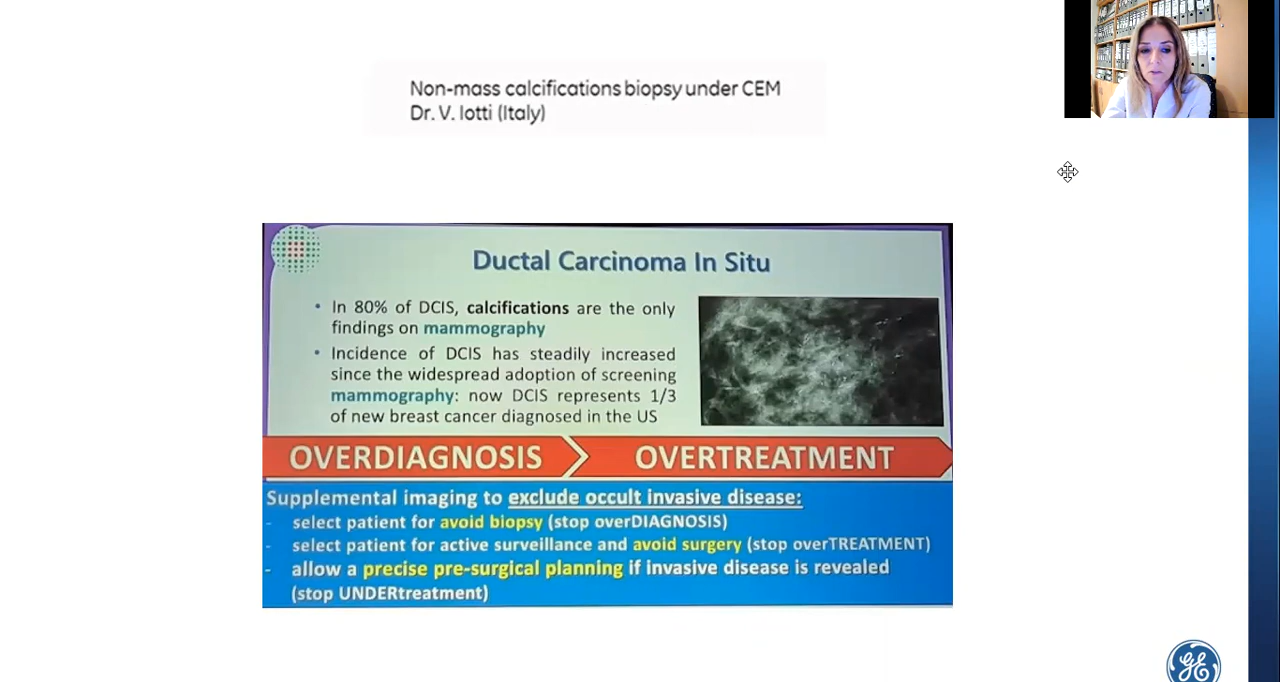 Non-mass calcifications biopsy under CEM
Dr. V. Iotti (Italy)
Ductal Carcinoma In Situ
• In 80% of DCIS, calcifications are the only
findings on mammography
• Incidence of DCIS has steadily increased
since the widespread adoption of screening
mammography: now DCIS represents 1/3
of new breast cancer diagnosed in the US
OVERDIAGNOSIS OVERTREATMENT
Supplemental imaging to exclude occult invasive disease:
- select patient for avoid biopsy (stop overDIAGNOSIS)
- select patient for active surveillance and avoid surgery (stop overTREATMENT)
- allow a precise pre-surgical planning if invasive disease is revealed
(stop UNDERtreatment)
GE